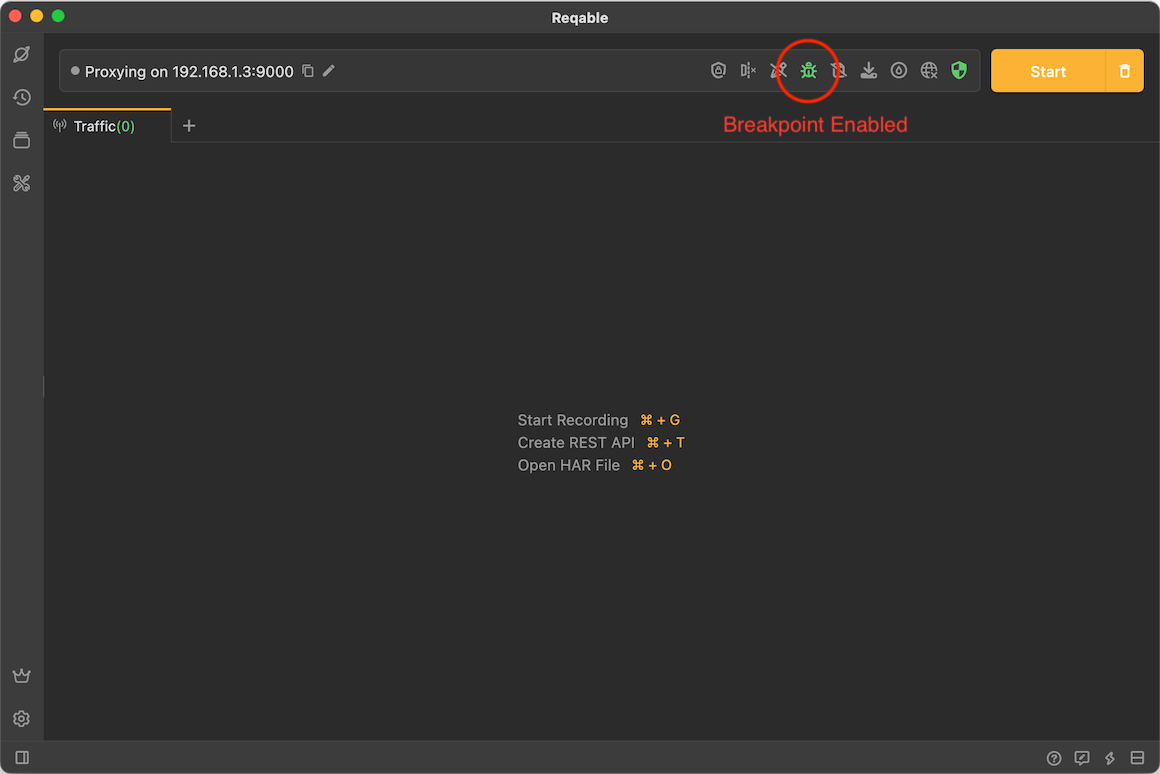 Reqable
Proxying on 192.168.1.3:9000
Start
Traffic(0)
Breakpoint Enabled
Start Recording ⌘ + G
Create REST API ⌘ + T
Open HAR File ⌘ + O